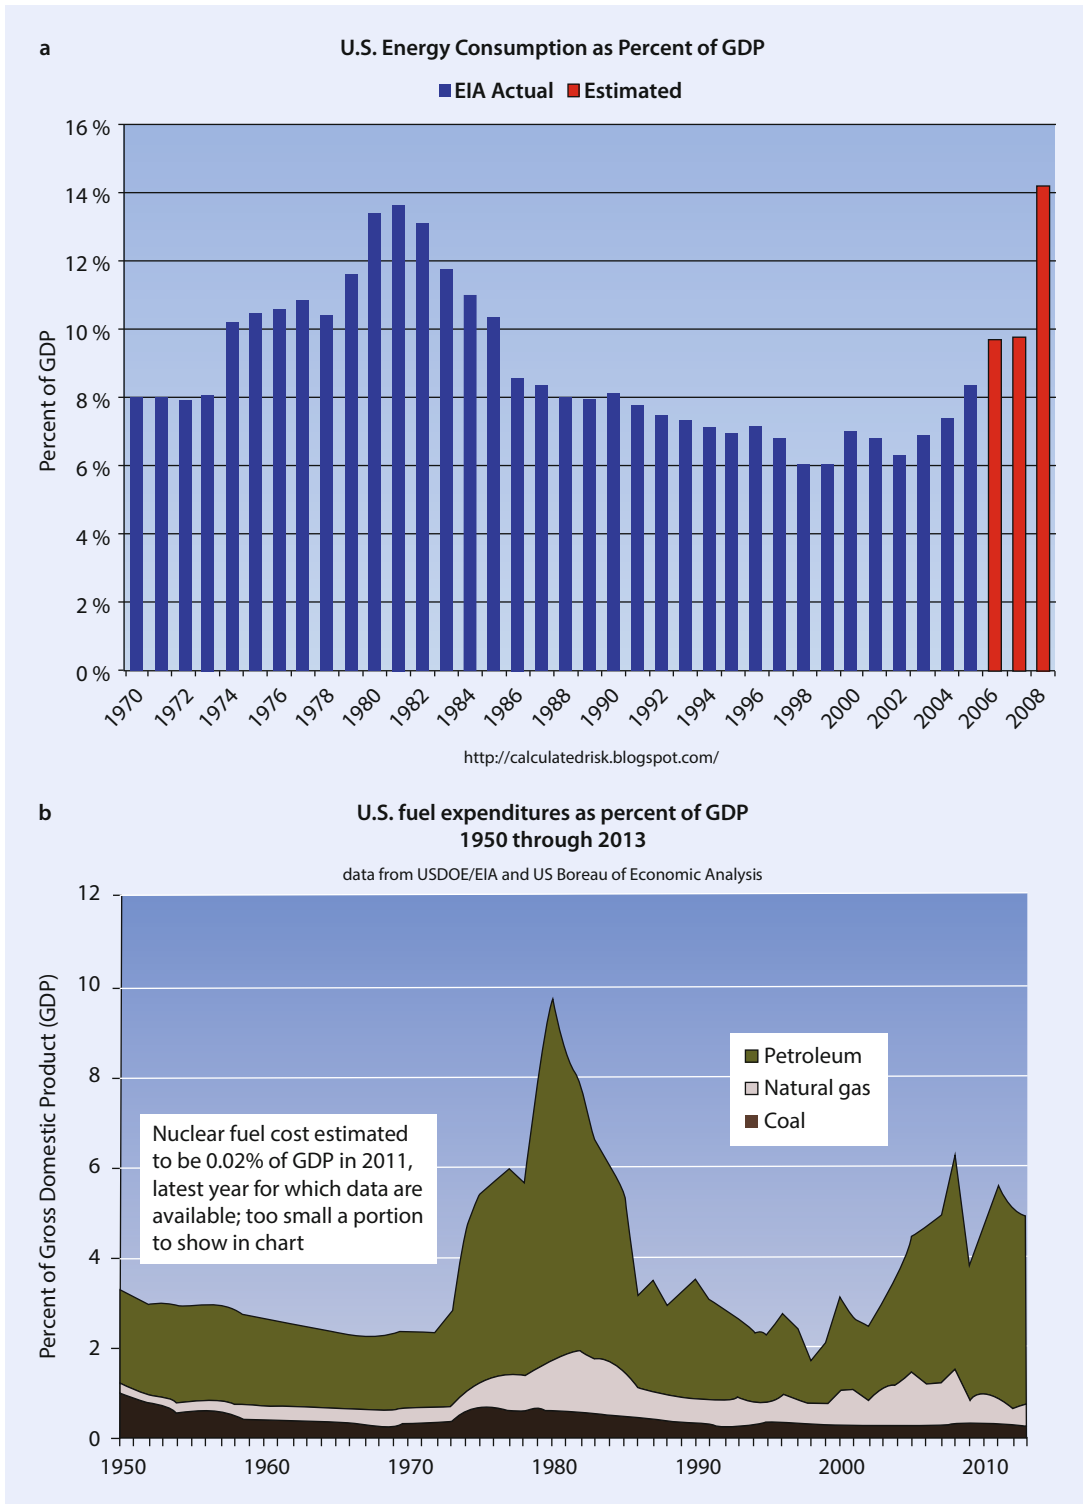 a
U.S. Energy Consumption as Percent of GDP
EIA Actual Estimated
16 %
14 %
12 %
10 %
8 %
6 %
4 %
2 %
0 %
Percent of GDP
1970 1972 1974 1976 1978 1980 1982 1984 1986 1988 1990 1992 1994 1996 1998 2000 2002 2004 2006 2008
http://calculatedrisk.blogspot.com/
b
U.S. fuel expenditures as percent of GDP
1950 through 2013
data from USDOE/EIA and US Boreau of Economic Analysis
12
10
8
6
4
2
0
Percent of Gross Domestic Product (GDP)
Petroleum
Natural gas
Coal
Nuclear fuel cost estimated
to be 0.02% of GDP in 2011,
latest year for which data are
available; too small a portion
to show in chart
1950 1960 1970 1980 1990 2000 2010